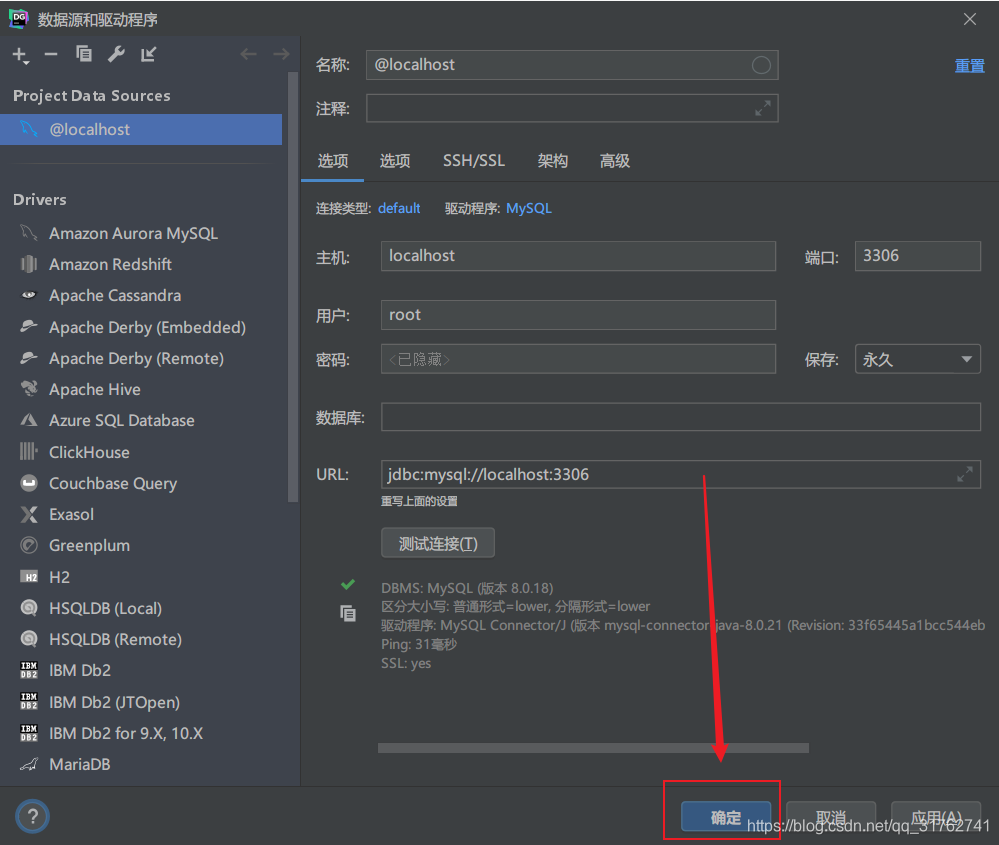 DG 数据源和驱动程序
Project Data Sources
@localhost
Drivers
Amazon Aurora MySQL
Amazon Redshift
Apache Cassandra
Apache Derby (Embedded)
Apache Derby (Remote)
Apache Hive
Azure SQL Database
ClickHouse
Couchbase Query
Exasol
Greenplum
H2 H2
HSQLDB (Local)
HSQLDB (Remote)
IBM DB2 IBM Db2
IBM DB2 IBM Db2 (JTOpen)
IBM DB2 IBM Db2 for 9.X, 10.X
MariaDB
?
名称: @localhost
重置
注释:
选项 选项 SSH/SSL 架构 高级
连接类型: default 驱动程序: MySQL
主机: localhost 端口: 3306
用户: root
密码: <已隐藏> 保存: 永久
数据库:
URL: jdbc:mysql://localhost:3306
重写上面的设置
测试连接(T)
DBMS: MySQL (版本 8.0.18)
区分大小写: 普通形式=lower, 分隔形式=lower
驱动程序: MySQL Connector/J (版本 mysql-connector-java-8.0.21 (Revision: 33f65445a1bcc544eb
Ping: 31毫秒
SSL: yes
确定 取消 应用(A)
https://blog.csdn.net/qq_31762741